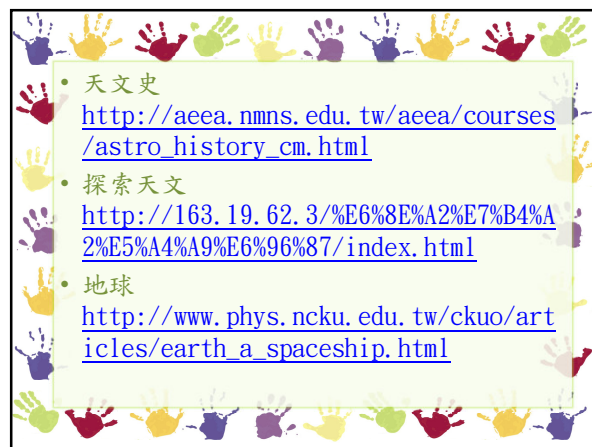 • 天文史
http://aeea.nmns.edu.tw/aeea/courses
/astro_history_cm.html
• 探索天文
http://163.19.62.3/%E6%8E%A2%E7%B4%A
2%E5%A4%A9%E6%96%87/index.html
• 地球
http://www.phys.ncku.edu.tw/ckuo/art
icles/earth_a_spaceship.html